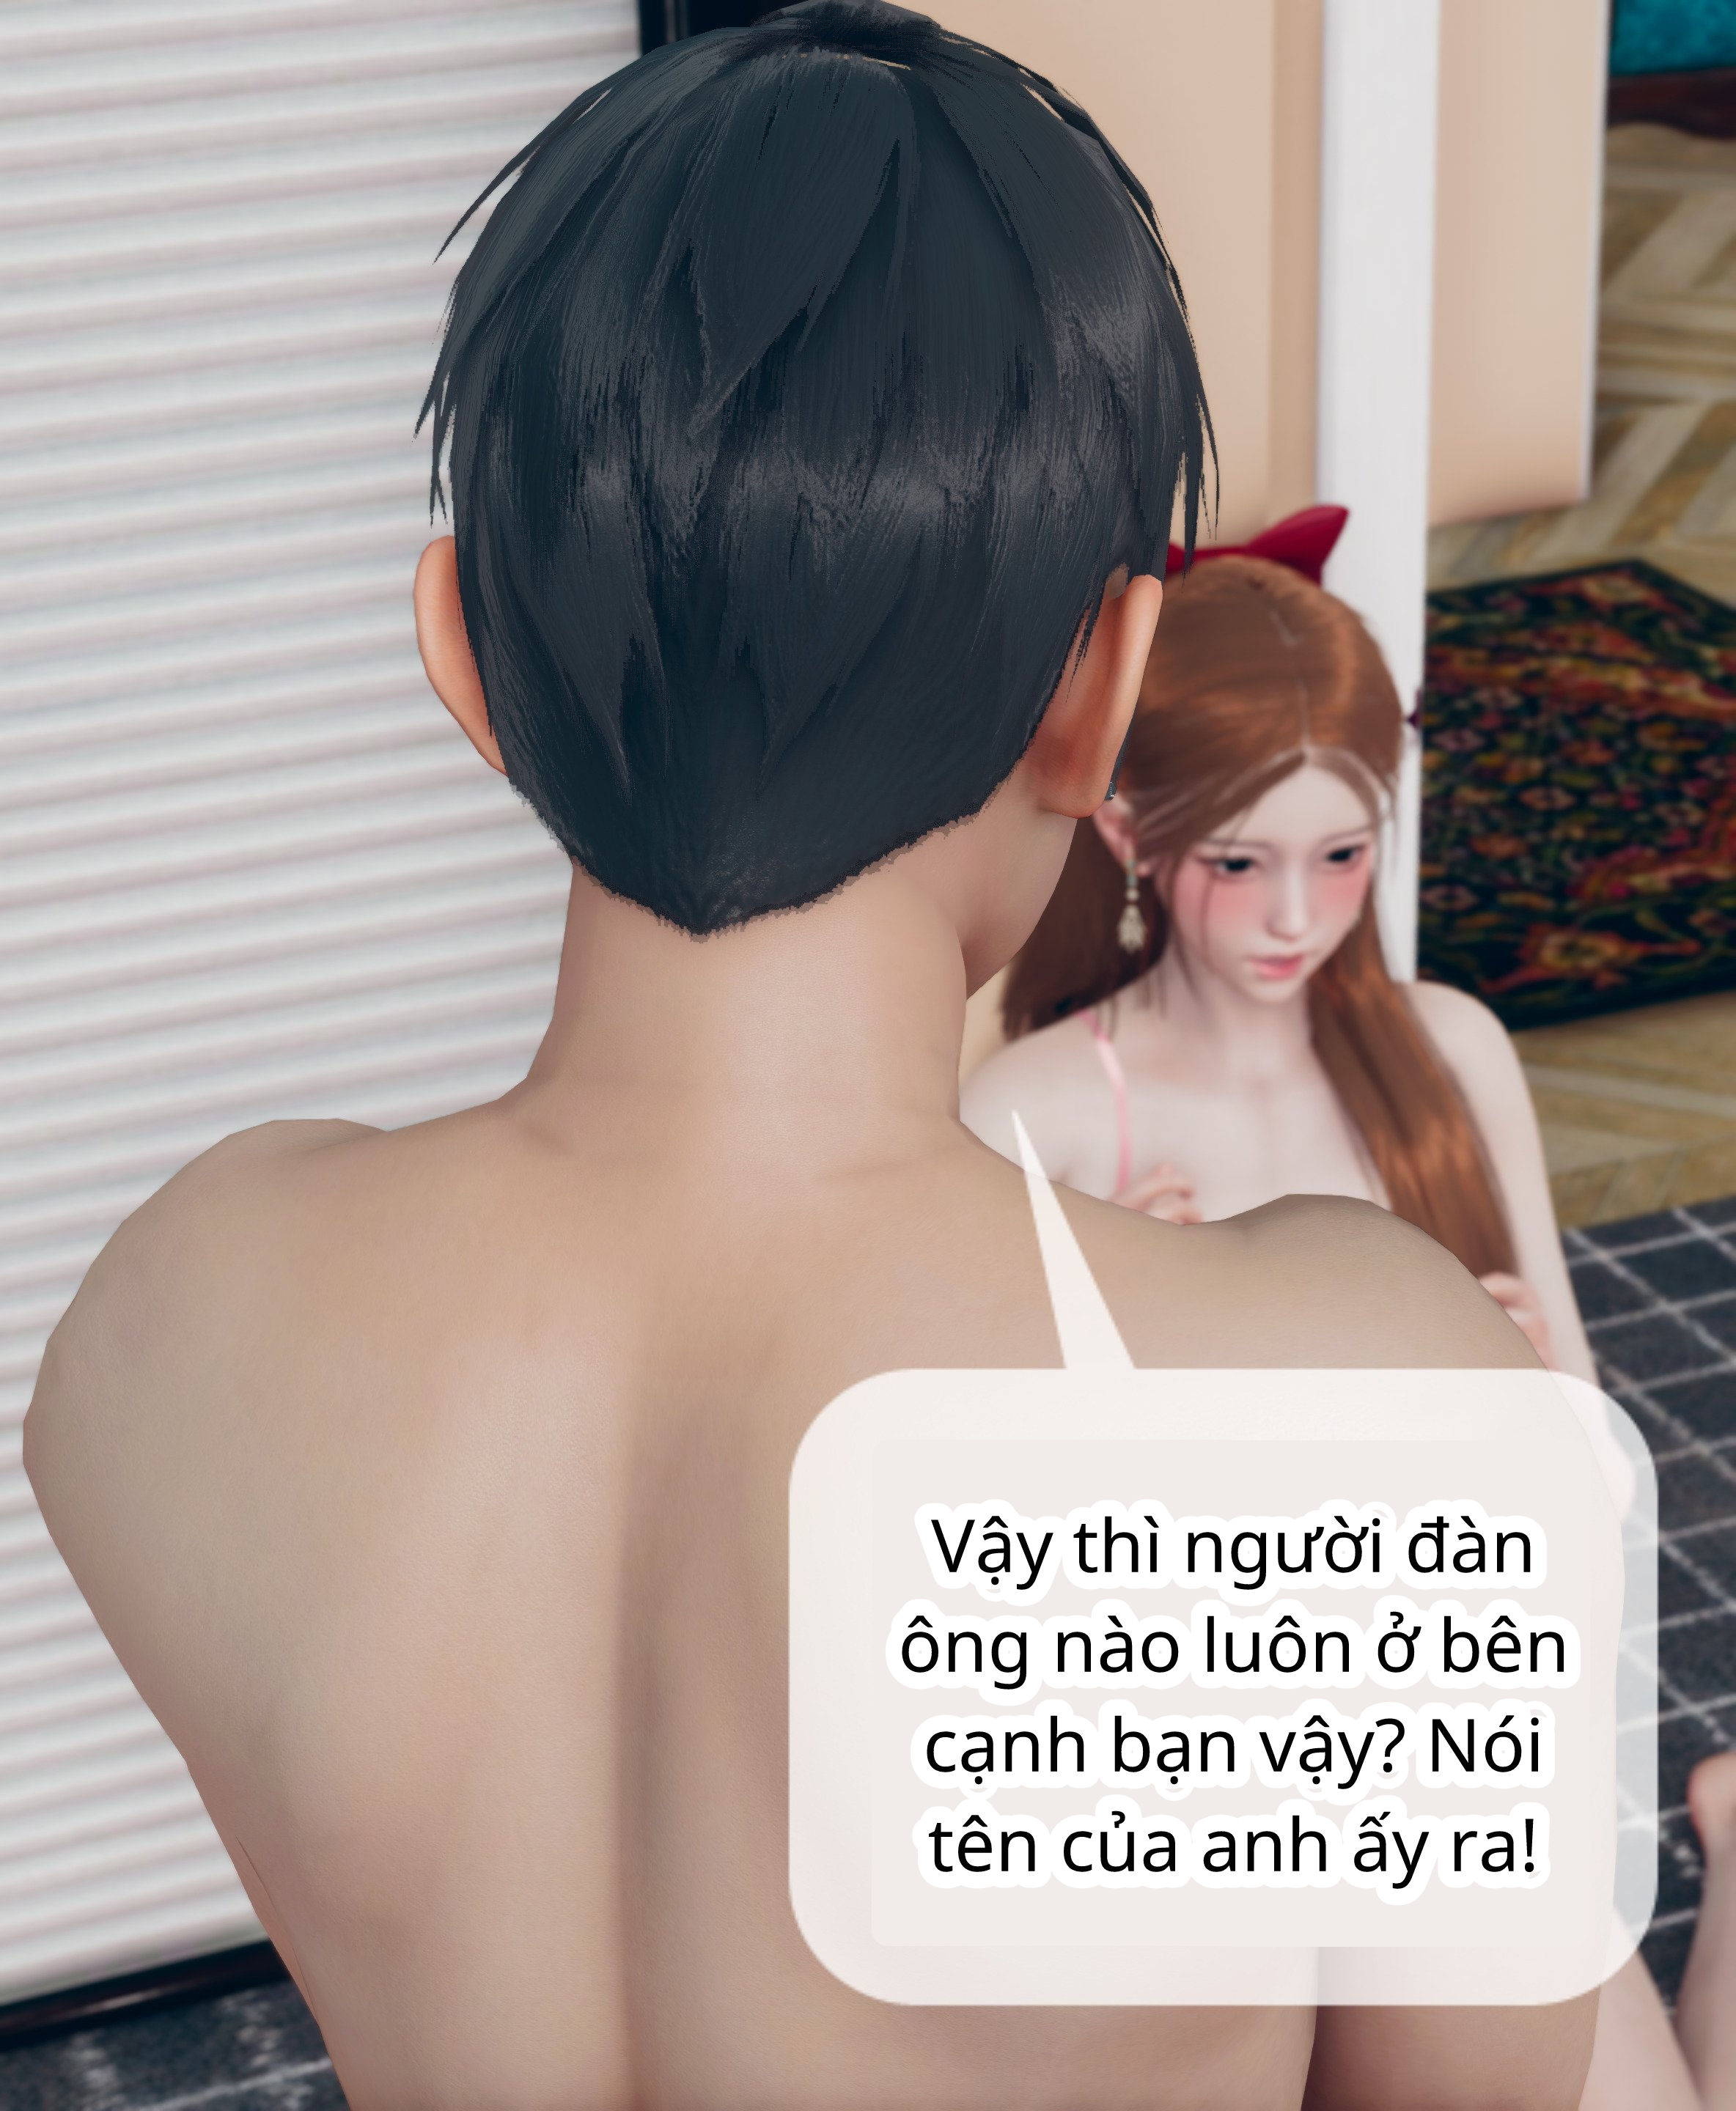 Vậy thì người đàn
ông nào luôn ở bên
cạnh bạn vậy? Nói
tên của anh ấy ra!